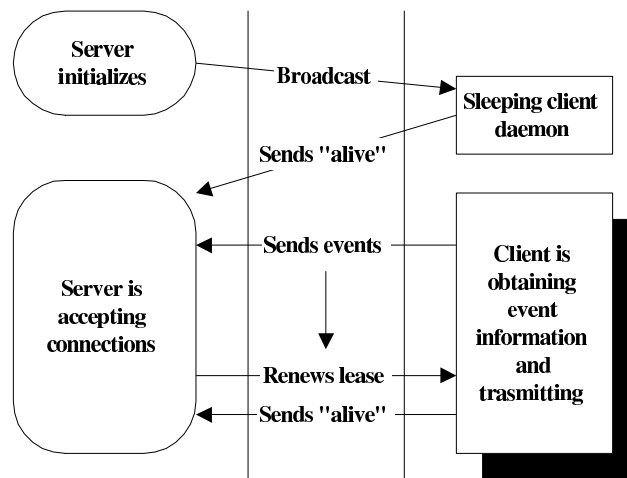 Server
initializes
Broadcast
Sleeping client
daemon
Sends "alive"
Sends events
Server is
accepting
connections
Client is
obtaining
event
information
and
trasmitting
Renews lease
Sends "alive"